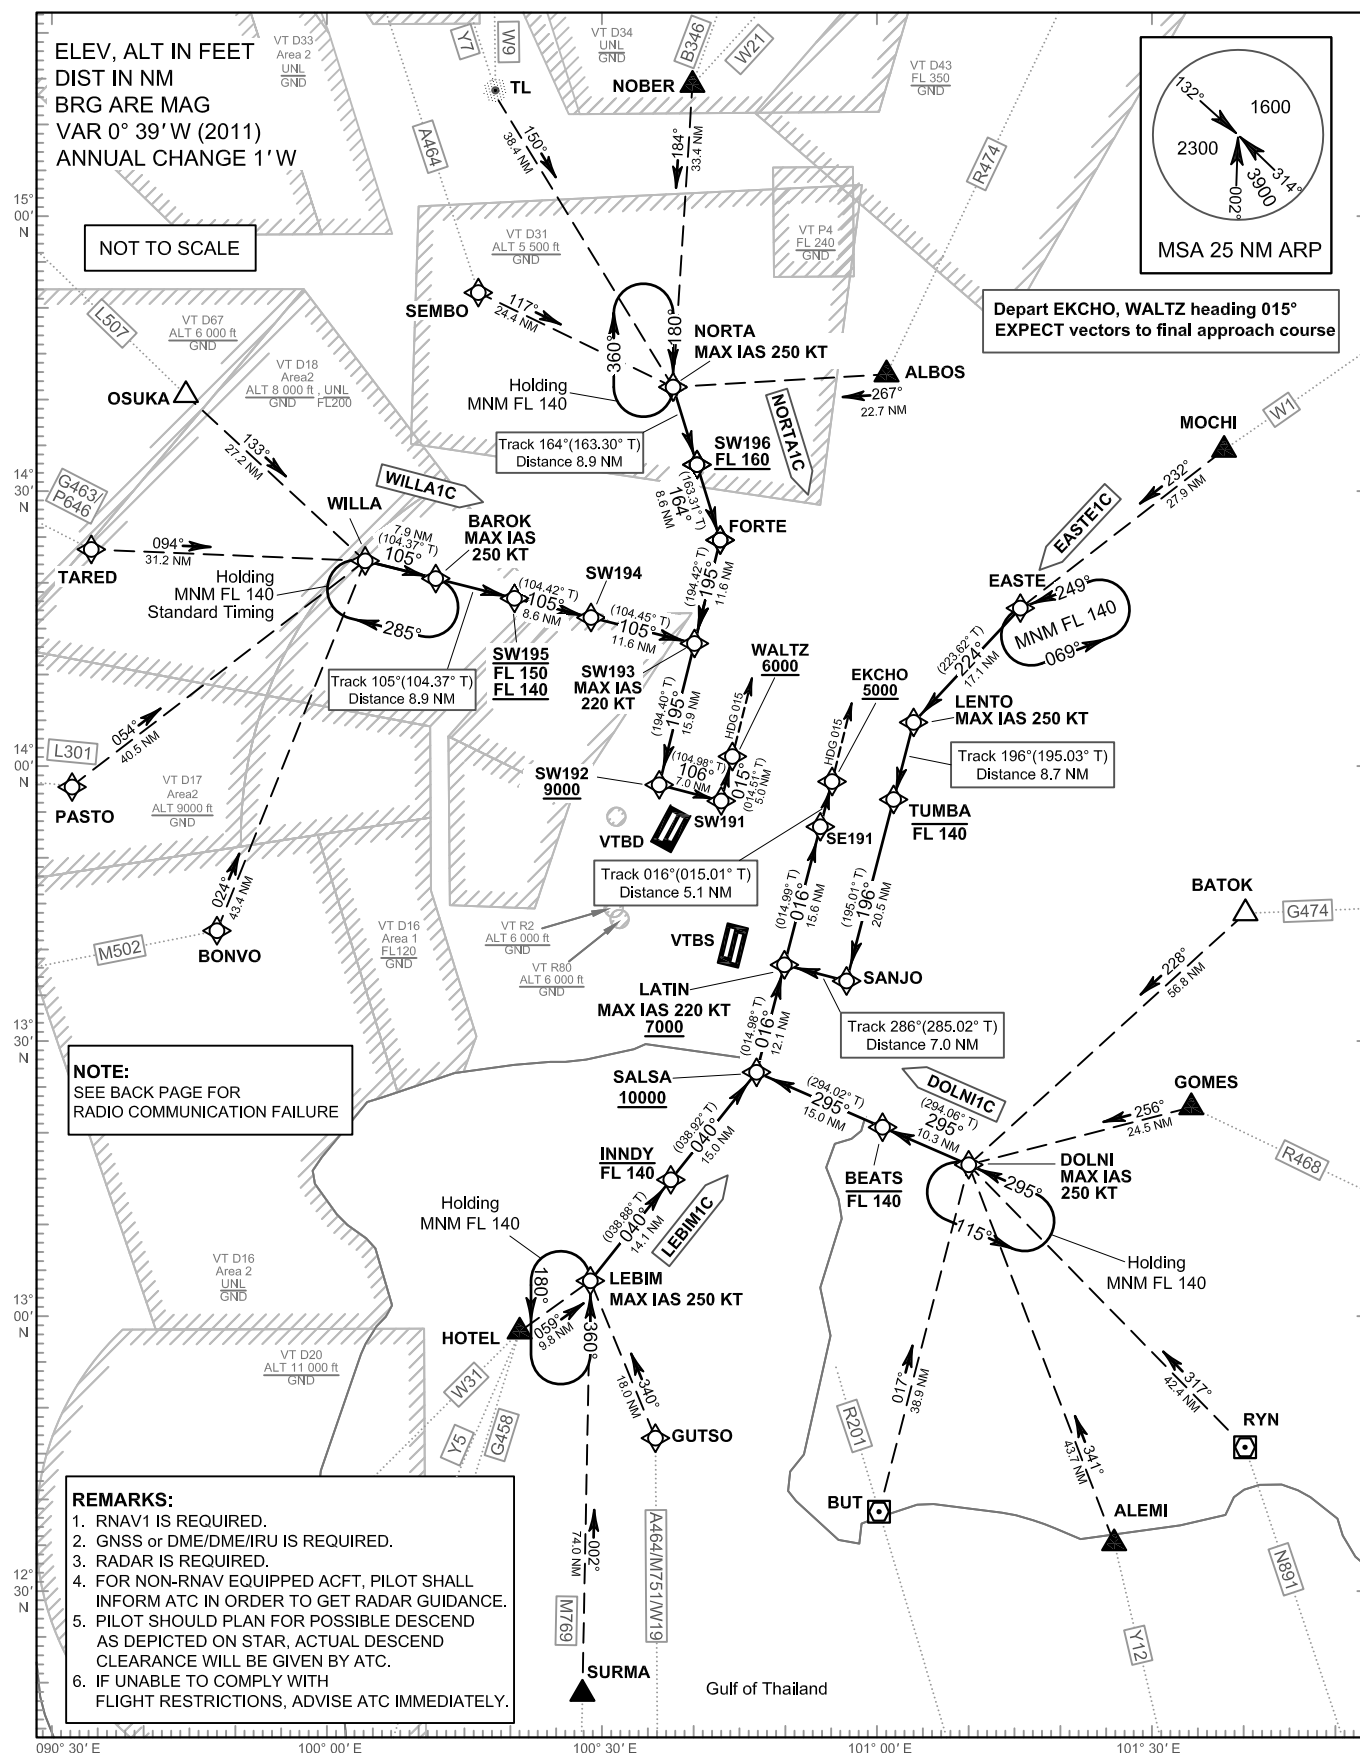 ELEV, ALT IN FEET
DIST IN NM
BRG ARE MAG
VAR 0° 39' W (2011)
ANNUAL CHANGE 1' W
NOT TO SCALE
VT D33
Area 2
UNL
GND
Y7
W9
VT D34
UNL
GND
B346
W21
VT D43
FL 350
GND
TL
NOBER
150°
38.4 NM
184°
33.4 NM
A464
R474
132°
1600
2300
3900
314°
002°
MSA 25 NM ARP
15
00'
N
VT D31
ALT 5 500 ft
GND
VT P4
FL 240
GND
SEMBO
117°
24.4 NM
360°
180°
NORTA
MAX IAS 250 KT
Depart EKCHO, WALTZ heading 015°
EXPECT vectors to final approach course
L507
VT D67
ALT 6 000 ft
GND
VT D18
Area2
ALT 8 000 ft , UNL
GND FL200
OSUKA
133°
27.2 NM
Holding
MNM FL 140
ALBOS
267°
22.7 NM
NORTA1C
Track 164°(163.30° T)
Distance 8.9 NM
SW196
FL 160
MOCHI
W1
232°
27.9 NM
14
30'
N
G463/
P646
WILLA1C
WILLA
BAROK
MAX IAS
250 KT
7.9 NM
(104.37° T)
105°
(163.31° T)
164°
8.6 NM
FORTE
EASTE1C
EASTE
249°
MNM FL 140
069°
TARED
094°
31.2 NM
Holding
MNM FL 140
Standard Timing
285°
SW194
(104.42° T)
105°
8.6 NM
(104.45° T)
105°
11.6 NM
(194.42° T)
195°
11.6 NM
SW195
FL 150
FL 140
SW193
MAX IAS
220 KT
WALTZ
6000
EKCHO
5000
(223.62° T)
224°
17.1 NM
LENTO
MAX IAS 250 KT
Track 105°(104.37° T)
Distance 8.9 NM
054°
40.5 NM
L301
(194.40° T)
195°
15.9 NM
HDG 015
HDG 015
Track 196°(195.03° T)
Distance 8.7 NM
14
00'
N
PASTO
VT D17
Area2
ALT 9000 ft
GND
SW192
9000
(104.98° T)
106°
7.0 NM
015°
(014.51° T)
5.0 NM
SW191
SE191
TUMBA
FL 140
VTBD
Track 016°(015.01° T)
Distance 5.1 NM
(014.99° T)
016°
15.6 NM
(195.01° T)
196°
20.5 NM
BATOK
G474
024°
43.4 NM
M502
BONVO
VT D16
Area 1
FL120
GND
VT R2
ALT 6 000 ft
GND
VT R80
ALT 6 000 ft
GND
VTBS
LATIN
MAX IAS 220 KT
7000
SANJO
228°
56.8 NM
13
30'
N
Track 286°(285.02° T)
Distance 7.0 NM
(014.98° T)
016°
12.1 NM
NOTE:
SEE BACK PAGE FOR
RADIO COMMUNICATION FAILURE
SALSA
10000
(294.02° T)
295°
15.0 NM
DOLNI1C
(294.06° T)
295°
10.3 NM
GOMES
256°
24.5 NM
R468
(038.92° T)
040°
15.0 NM
INNDY
FL 140
BEATS
FL 140
DOLNI
MAX IAS
250 KT
295°
115°
Holding
MNM FL 140
(038.88° T)
040°
14.1 NM
LEBIM1C
Holding
MNM FL 140
VT D16
Area 2
UNL
GND
180°
LEBIM
MAX IAS 250 KT
13
00'
N
HOTEL
059°
9.8 NM
360°
VT D20
ALT 11 000 ft
GND
W31
Y5
G458
340°
18.0 NM
GUTSO
017°
38.9 NM
R201
317°
42.4 NM
RYN
341°
43.7 NM
BUT
ALEMI
REMARKS:
1. RNAV1 IS REQUIRED.
2. GNSS or DME/DME/IRU IS REQUIRED.
3. RADAR IS REQUIRED.
4. FOR NON-RNAV EQUIPPED ACFT, PILOT SHALL
INFORM ATC IN ORDER TO GET RADAR GUIDANCE.
5. PILOT SHOULD PLAN FOR POSSIBLE DESCEND
AS DEPICTED ON STAR, ACTUAL DESCEND
CLEARANCE WILL BE GIVEN BY ATC.
6. IF UNABLE TO COMPLY WITH
FLIGHT RESTRICTIONS, ADVISE ATC IMMEDIATELY.
74.0 NM
002°
M769
A464/M751/W19
N891
Y12
12
30'
N
SURMA
Gulf of Thailand
090° 30' E
100° 00' E
100° 30' E
101° 00' E
101° 30' E